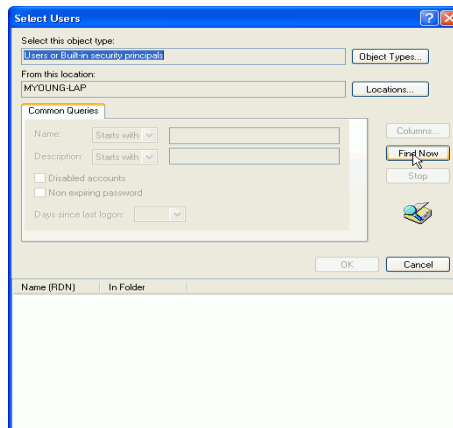 Select Users
Select this object type:
Users or Built-in security principals
Object Types...
From this location:
MYOUNG-LAP
Locations...
Common Queries
Name:
Starts with
Columns...
Description:
Starts with
Find Now
Disabled accounts
Stop
Non expiring password
Days since last logon:
OK
Cancel
Name (RDN)
In Folder